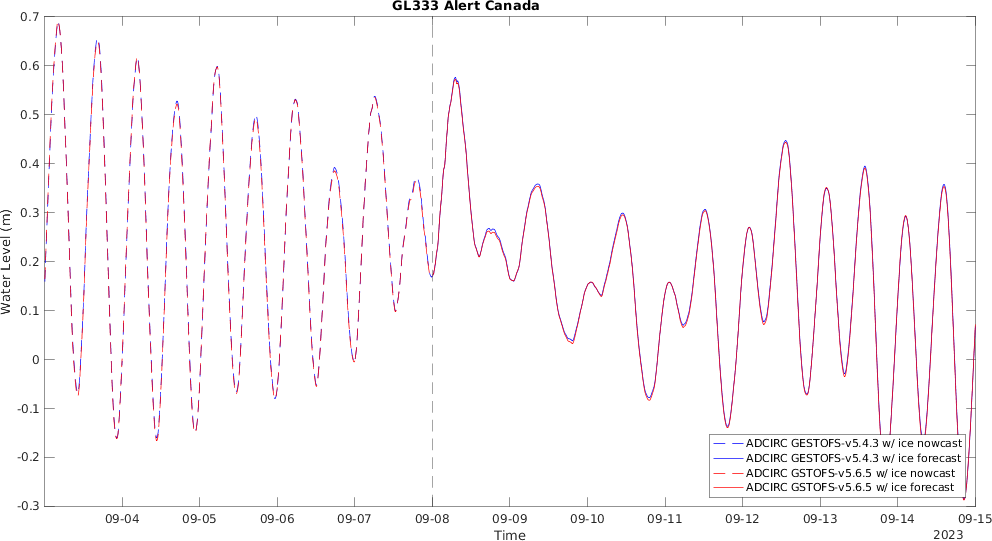 GL333 Alert Canada
Water Level (m)
0.7
0.6
0.5
0.4
0.3
0.2
0.1
0
-0.1
-0.2
-0.3
ADCIRC GESTOFS-v5.4.3 w/ ice nowcast
ADCIRC GESTOFS-v5.4.3 w/ ice forecast
ADCIRC GSTOFS-v5.6.5 w/ ice nowcast
ADCIRC GSTOFS-v5.6.5 w/ ice forecast
09-04 09-05 09-06 09-07 09-08 09-09 09-10 09-11 09-12 09-13 09-14 09-15
Time
2023